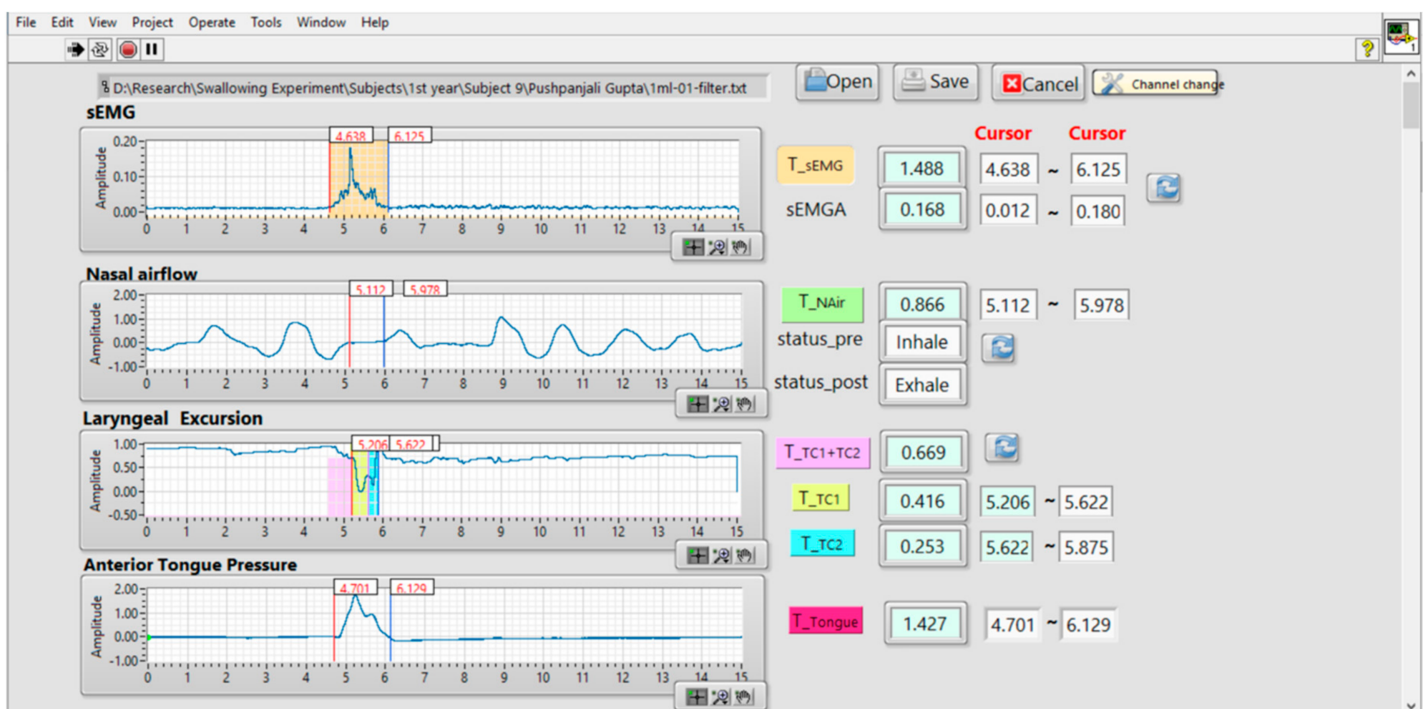 File Edit View Project Operate Tools Window Help
D:\Research\Swallowing Experiment\Subjects\1st year\Subject 9\Pushpanjali Gupta\1ml-01-filter.txt
Open
Save
Cancel
Channel change
sEMG
Amplitude
0.20
0.10
0.00
4.638 6.125
0 1 2 3 4 5 6 7 8 9 10 11 12 13 14 15
Cursor Cursor
T_sEMG 1.488 4.638 ~ 6.125
sEMGA 0.168 0.012 ~ 0.180
Nasal airflow
Amplitude
2.00
1.00
0.00
-1.00
5.112 5.978
0 1 2 3 4 5 6 7 8 9 10 11 12 13 14 15
T_NAir 0.866 5.112 ~ 5.978
status_pre Inhale
status_post Exhale
Laryngeal Excursion
Amplitude
1.00
0.50
0.00
-0.50
5.206 5.622
0 1 2 3 4 5 6 7 8 9 10 11 12 13 14 15
T_TC1+TC2 0.669
T_TC1 0.416 5.206 ~ 5.622
T_TC2 0.253 5.622 ~ 5.875
Anterior Tongue Pressure
Amplitude
2.00
1.00
0.00
-1.00
4.701 6.129
0 1 2 3 4 5 6 7 8 9 10 11 12 13 14 15
T_Tongue 1.427 4.701 ~ 6.129